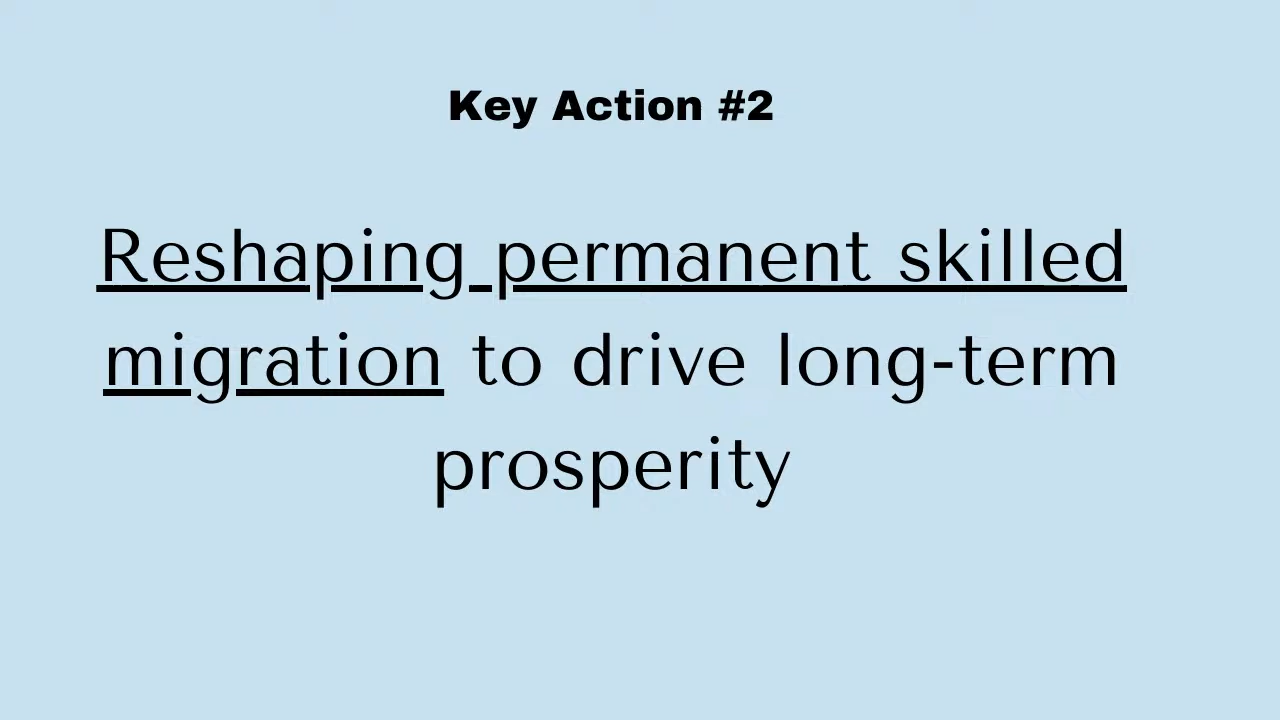 Key Action #2
Reshaping permanent skilled
migration to drive long-term
prosperity